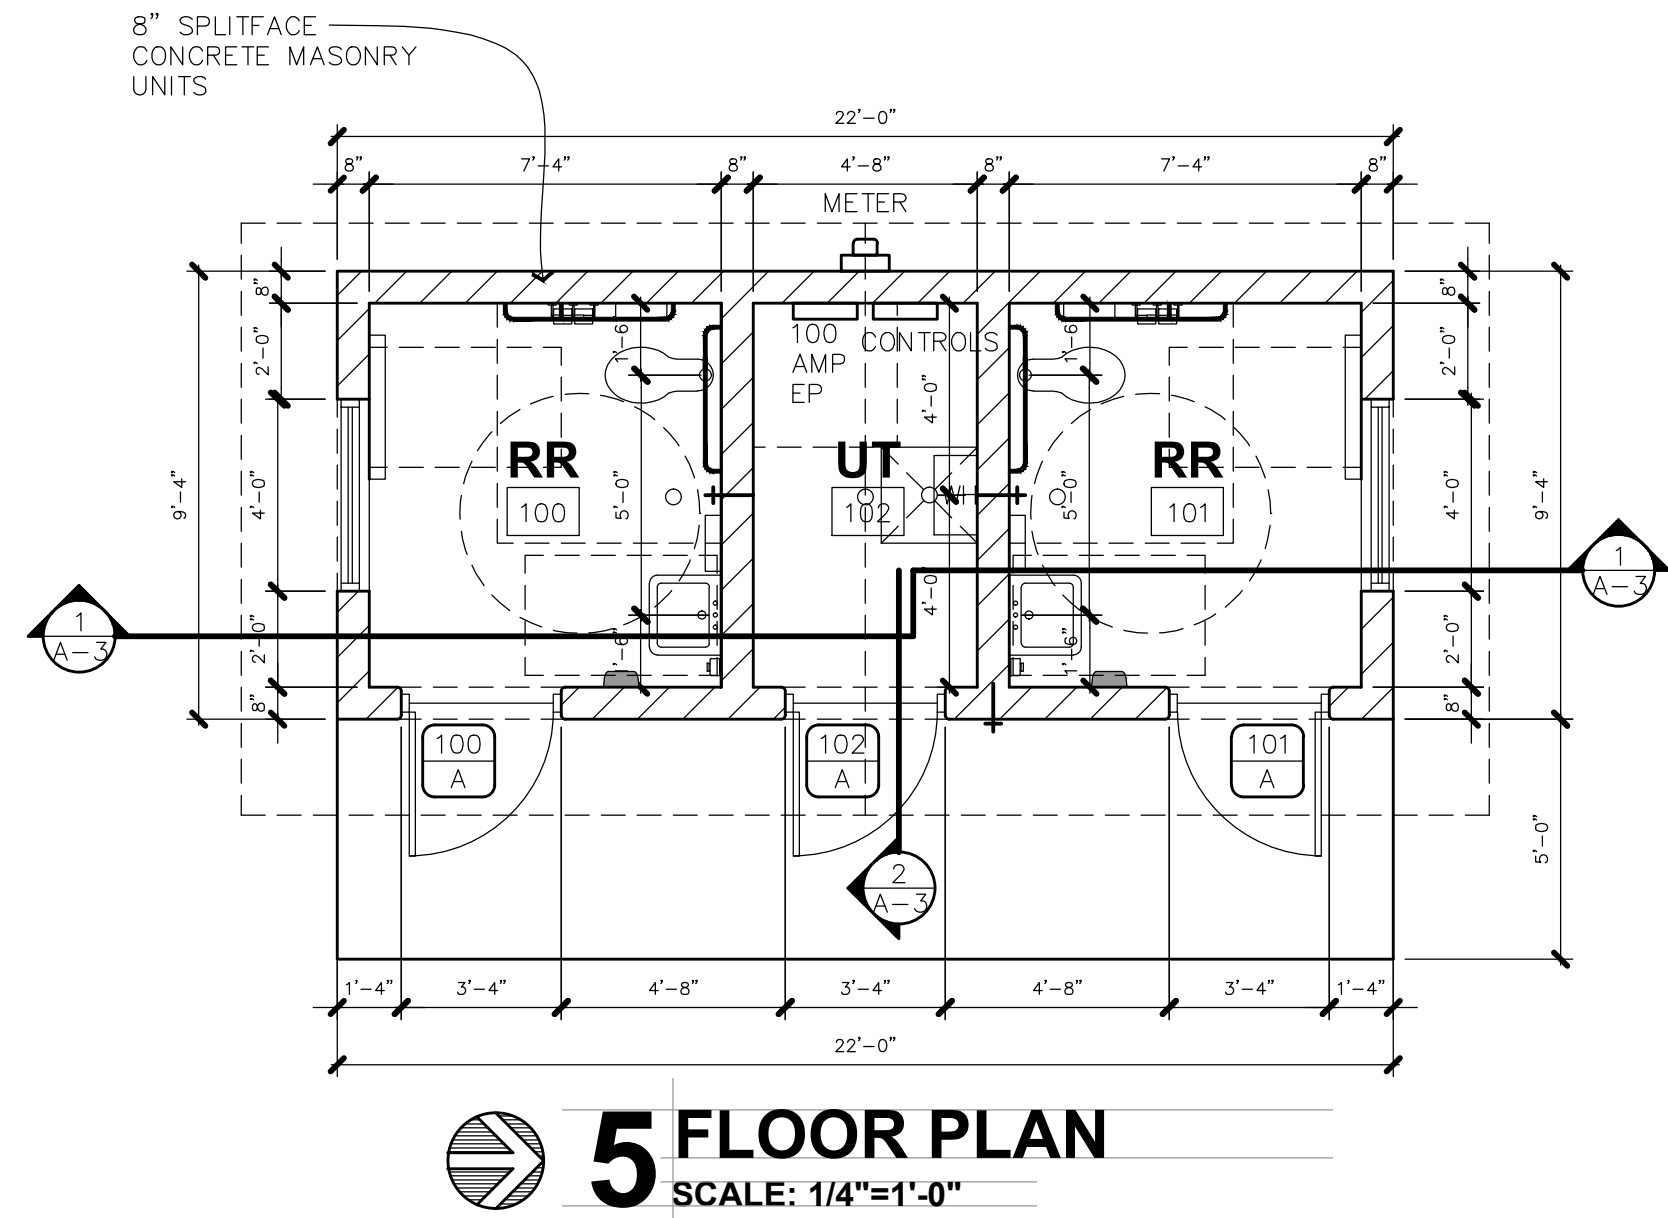 8” SPLITFACE
CONCRETE MASONRY
UNITS
22’-0”
8” 7’-4” 8” 4’-8” 8” 7’-4” 8”
METER
8” 8”
2’-0” 1’-6 1’-6 2’-0”
100 CONTROLS
AMP
EP
4’-0”
RR UT RR
9’-4” 4’-0” 5’-0” 5’-0” 4’-0” 9’-4”
100 102 101
1
A-3
4’-0
1
A-3
2’-0” 1’-6” 1’-6” 2’-0”
8” 8”
100 102 101
A A A
5’-0”
2
A-3
1’-4” 3’-4” 4’-8” 3’-4” 4’-8” 3’-4” 1’-4”
22’-0”
5 FLOOR PLAN
SCALE: 1/4"=1'-0"